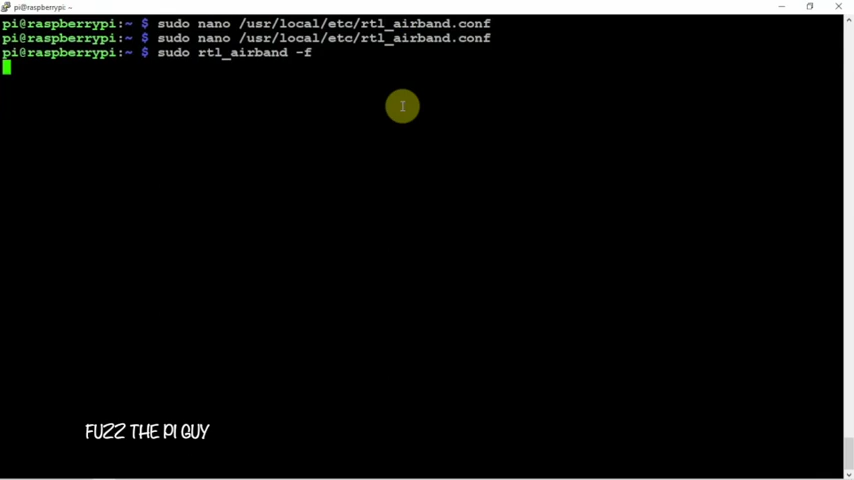 pi@raspberrypi: ~
pi@raspberrypi:~ $ sudo nano /usr/local/etc/rtl_airband.conf
pi@raspberrypi:~ $ sudo nano /usr/local/etc/rtl_airband.conf
pi@raspberrypi:~ $ sudo rtl_airband -f
FUZZ THE PI GUY